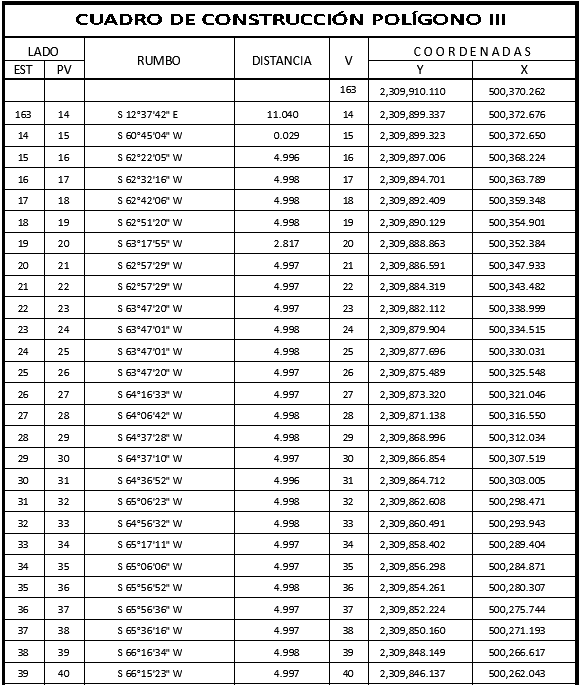 CUADRO DE CONSTRUCCIÓN POLÍGONO III
LADO RUMBO DISTANCIA V COORDENADAS
EST PV Y X
163 2,309,910.110 500,370.262
163 14 S 12°37'42" E 11.040 14 2,309,899.337 500,372.676
14 15 S 60°45'04" W 0.029 15 2,309,899.323 500,372.650
15 16 S 62°22'05" W 4.996 16 2,309,897.006 500,368.224
16 17 S 62°32'16" W 4.998 17 2,309,894.701 500,363.789
17 18 S 62°42'06" W 4.998 18 2,309,892.409 500,359.348
18 19 S 62°51'20" W 4.998 19 2,309,890.129 500,354.901
19 20 S 63°17'55" W 2.817 20 2,309,888.863 500,352.384
20 21 S 62°57'29" W 4.997 21 2,309,886.591 500,347.933
21 22 S 62°57'29" W 4.998 22 2,309,884.319 500,343.482
22 23 S 63°47'20" W 4.997 23 2,309,882.112 500,338.999
23 24 S 63°47'01" W 4.998 24 2,309,879.904 500,334.515
24 25 S 63°47'01" W 4.998 25 2,309,877.696 500,330.031
25 26 S 63°47'20" W 4.997 26 2,309,875.489 500,325.548
26 27 S 64°16'33" W 4.997 27 2,309,873.320 500,321.046
27 28 S 64°06'42" W 4.998 28 2,309,871.138 500,316.550
28 29 S 64°37'28" W 4.998 29 2,309,868.996 500,312.034
29 30 S 64°37'10" W 4.997 30 2,309,866.854 500,307.519
30 31 S 64°36'52" W 4.996 31 2,309,864.712 500,303.005
31 32 S 65°06'23" W 4.998 32 2,309,862.608 500,298.471
32 33 S 64°56'32" W 4.998 33 2,309,860.491 500,293.943
33 34 S 65°17'11" W 4.997 34 2,309,858.402 500,289.404
34 35 S 65°06'06" W 4.997 35 2,309,856.298 500,284.871
35 36 S 65°56'52" W 4.998 36 2,309,854.261 500,280.307
36 37 S 65°56'36" W 4.997 37 2,309,852.224 500,275.744
37 38 S 65°36'16" W 4.997 38 2,309,850.160 500,271.193
38 39 S 66°16'34" W 4.998 39 2,309,848.149 500,266.617
39 40 S 66°15'23" W 4.997 40 2,309,846.137 500,262.043